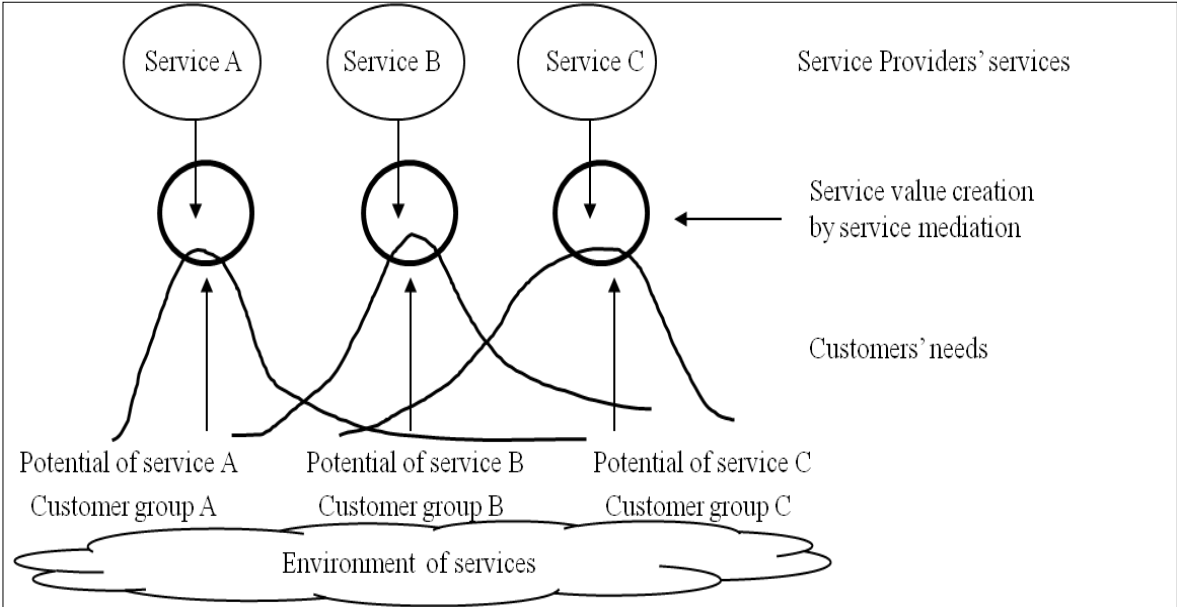 Service A
Service B
Service C
Service Providers’ services
Service value creation
by service mediation
Customers’ needs
Potential of service A
Potential of service B
Potential of service C
Customer group A
Customer group B
Customer group C
Environment of services